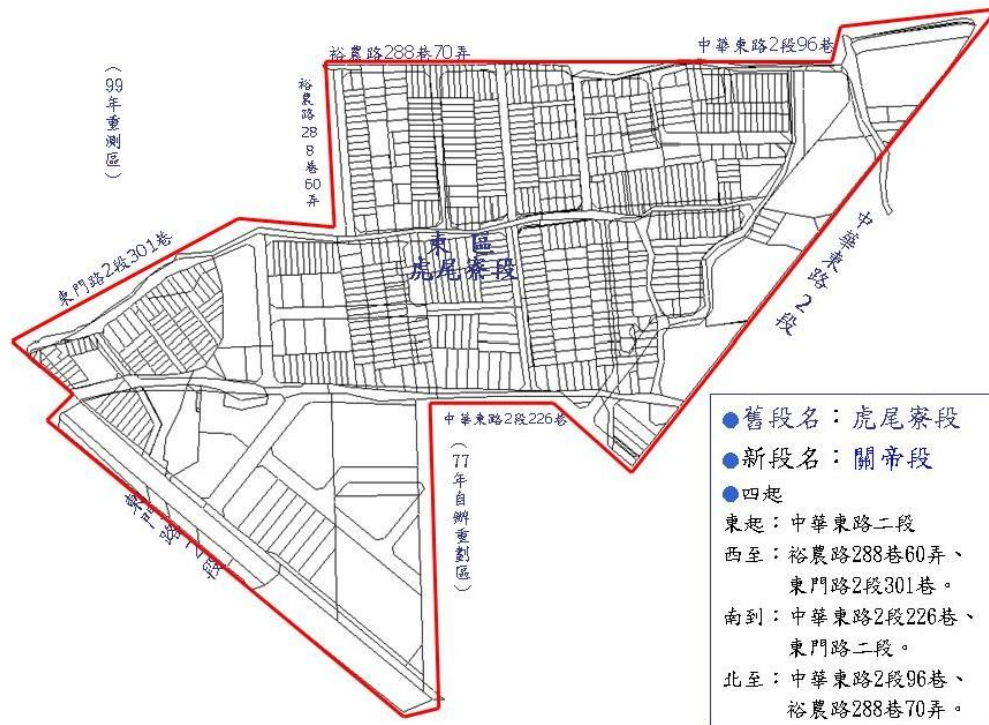 裕農路288巷70弄
中華東路2段96巷
(99年重測區)
裕農路288巷60弄
東門路2段301巷
東區
虎尾寮段
中華東路2段
中華東路2段226巷
(77年自辦重劃區)
東門路二段
●舊段名：虎尾寮段
●新段名：關帝段
●四起
東起：中華東路二段
西至：裕農路288巷60弄、
東門路2段301巷。
南到：中華東路2段226巷、
東門路二段。
北至：中華東路2段96巷、
裕農路288巷70弄。